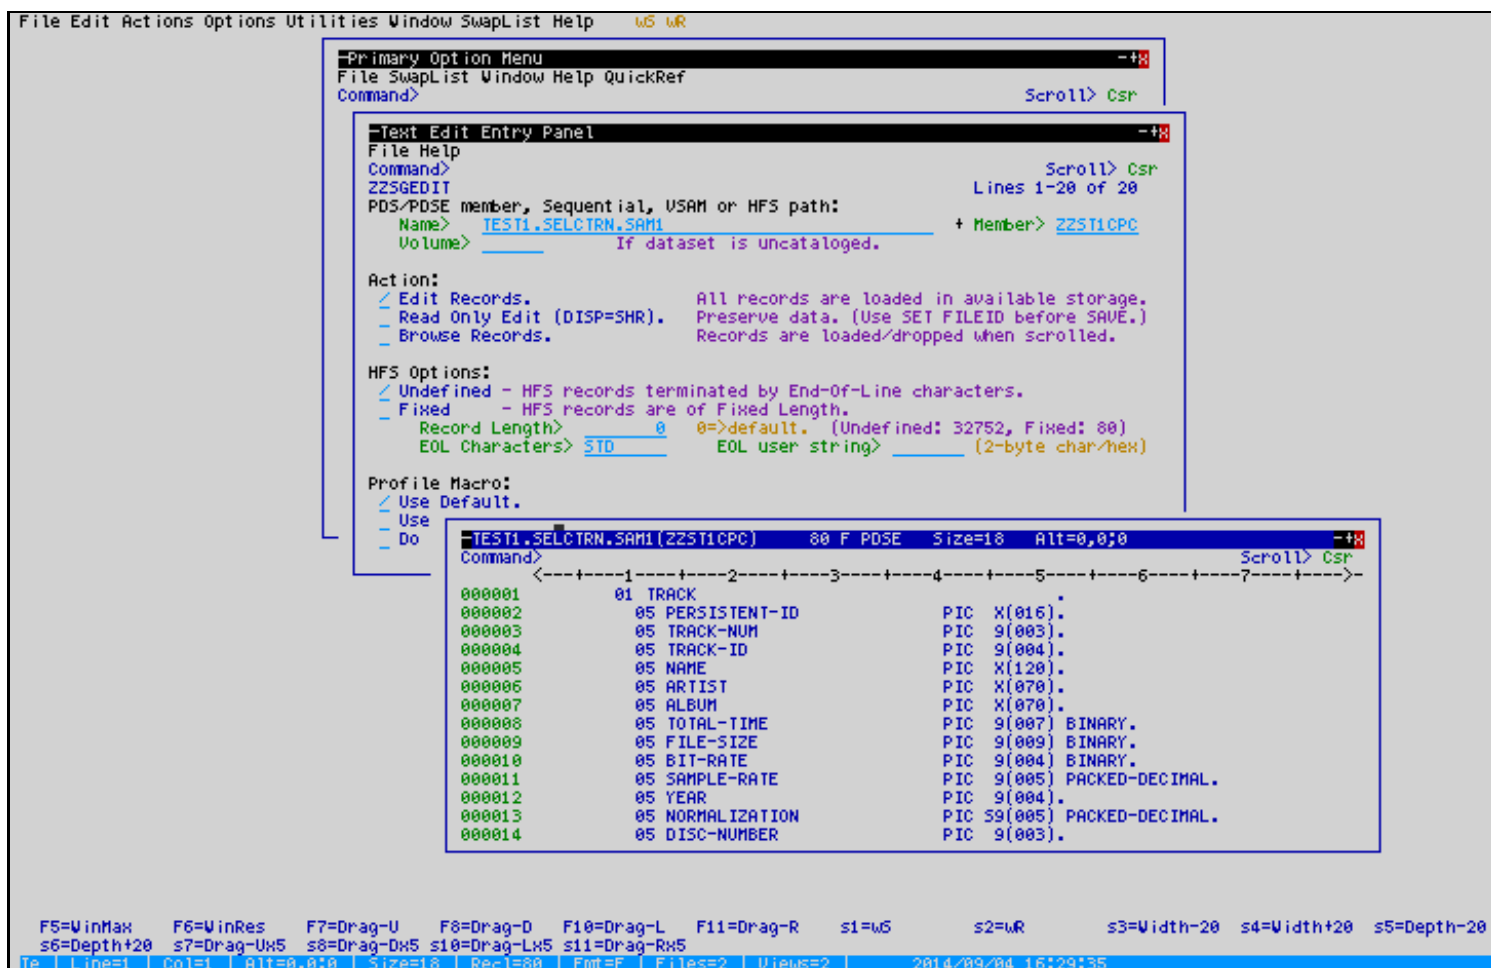 File Edit Actions Options Utilities Window SwapList Help wS wR
Primary Option Menu -+x
File SwapList Window Help QuickRef
Command> Scroll> Csr
Text Edit Entry Panel -+x
File Help
Command> Scroll> Csr
ZZSGEDIT Lines 1-20 of 20
PDS/PDSE member, Sequential, VSAM or HFS path:
Name> TEST1.SELCTRN.SAM1 + Member> ZZST1CPC
Volume> If dataset is uncataloged.
Action:
/ Edit Records. All records are loaded in available storage.
_ Read Only Edit (DISP=SHR). Preserve data. (Use SET FILEID before SAVE.)
_ Browse Records. Records are loaded/dropped when scrolled.
HFS Options:
/ Undefined - HFS records terminated by End-Of-Line characters.
_ Fixed - HFS records are of Fixed Length.
Record Length> 0 0=>default. (Undefined: 32752, Fixed: 80)
EOL Characters> STD EOL user string> (2-byte char/hex)
Profile Macro:
/ Use Default.
_ Use
_ Do
-TEST1.SELCTRN.SAM1(ZZST1CPC) 80 F PDSE Size=18 Alt=0,0;0 -+x
Command> Scroll> Csr
<---+----1----+----2----+----3----+----4----+----5----+----6----+----7----+---->-
000001 01 TRACK .
000002 05 PERSISTENT-ID PIC X(016).
000003 05 TRACK-NUM PIC 9(003).
000004 05 TRACK-ID PIC 9(004).
000005 05 NAME PIC X(120).
000006 05 ARTIST PIC X(070).
000007 05 ALBUM PIC X(070).
000008 05 TOTAL-TIME PIC 9(007) BINARY.
000009 05 FILE-SIZE PIC 9(009) BINARY.
000010 05 BIT-RATE PIC 9(004) BINARY.
000011 05 SAMPLE-RATE PIC 9(005) PACKED-DECIMAL.
000012 05 YEAR PIC 9(004).
000013 05 NORMALIZATION PIC S9(005) PACKED-DECIMAL.
000014 05 DISC-NUMBER PIC 9(003).
F5=WinMax F6=WinRes F7=Drag-U F8=Drag-D F10=Drag-L F11=Drag-R s1=wS s2=wR s3=Width-20 s4=Width+20 s5=Depth-20
s6=Depth+20 s7=Drag-Ux5 s8=Drag-Dx5 s10=Drag-Lx5 s11=Drag-Rx5
Te | Line=1 | Col=1 | Alt=0,0;0 | Size=18 | Recl=80 | Fmt=F | Files=2 | Views=2 | 2014/09/04 16:29:35